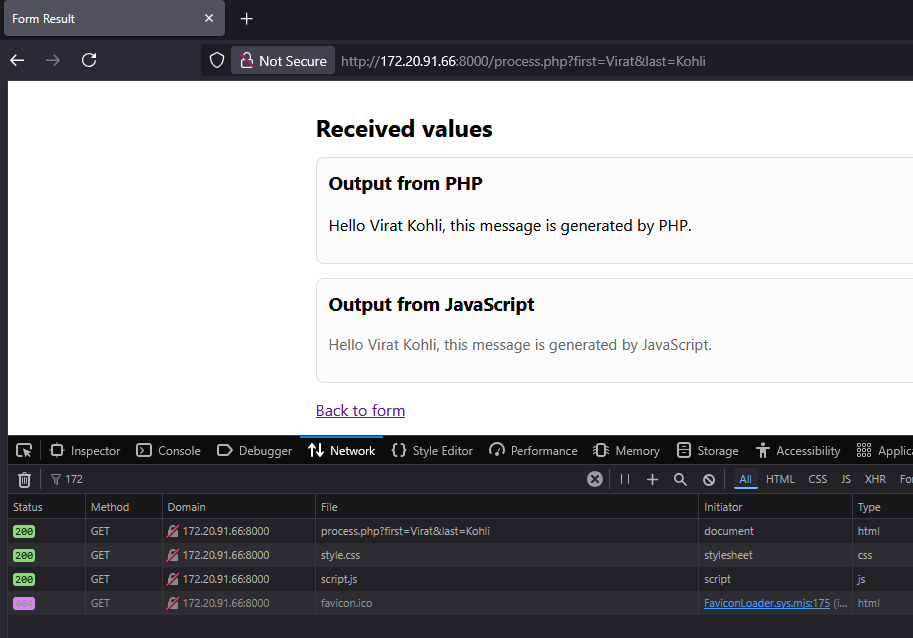 Form Result
Not Secure http://172.20.91.66:8000/process.php?first=Virat&last=Kohli
Received values
Output from PHP
Hello Virat Kohli, this message is generated by PHP.
Output from JavaScript
Hello Virat Kohli, this message is generated by JavaScript.
Back to form
Inspector Console Debugger Network Style Editor Performance Memory Storage Accessibility Applic
172 All HTML CSS JS XHR Fo
Status Method Domain File Initiator Type
200 GET 172.20.91.66:8000 process.php?first=Virat&last=Kohli document html
200 GET 172.20.91.66:8000 style.css stylesheet css
200 GET 172.20.91.66:8000 script.js script js
404 GET 172.20.91.66:8000 favicon.ico FaviconLoader.sys.mjs:175 (i... html